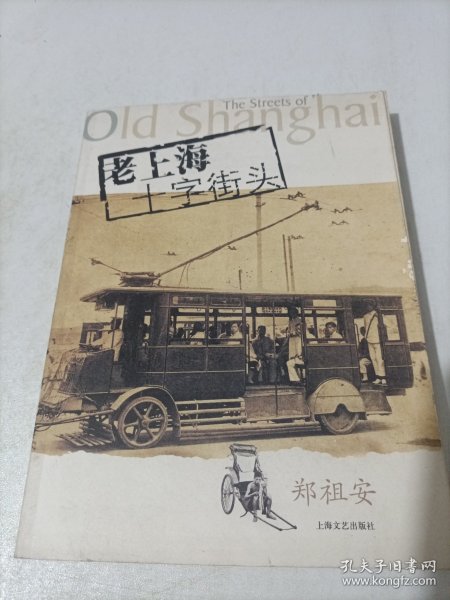 The Streets of
Old Shanghai
老上海
十字街头
郑祖安
上海文艺出版社
孔夫子旧书网
www.kongfz.com